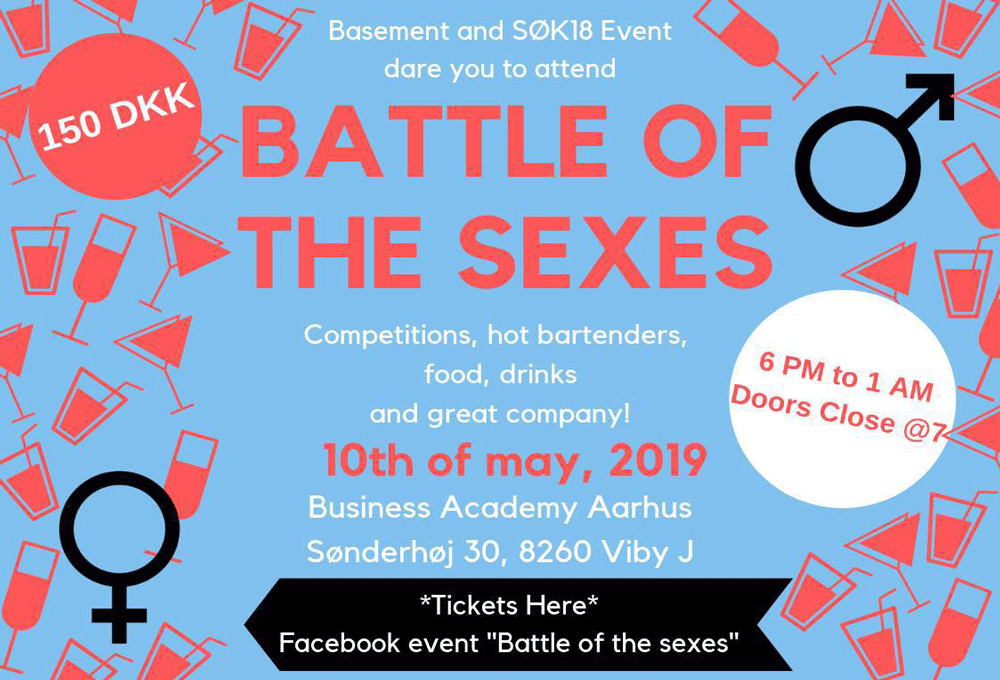 Basement and SØK18 Event
dare you to attend
150 DKK
BATTLE OF
THE SEXES
Competitions, hot bartenders,
food, drinks
and great company!
6 PM to 1 AM
Doors Close @7
10th of may, 2019
Business Academy Aarhus
Sønderhøj 30, 8260 Viby J
*Tickets Here*
Facebook event "Battle of the sexes"